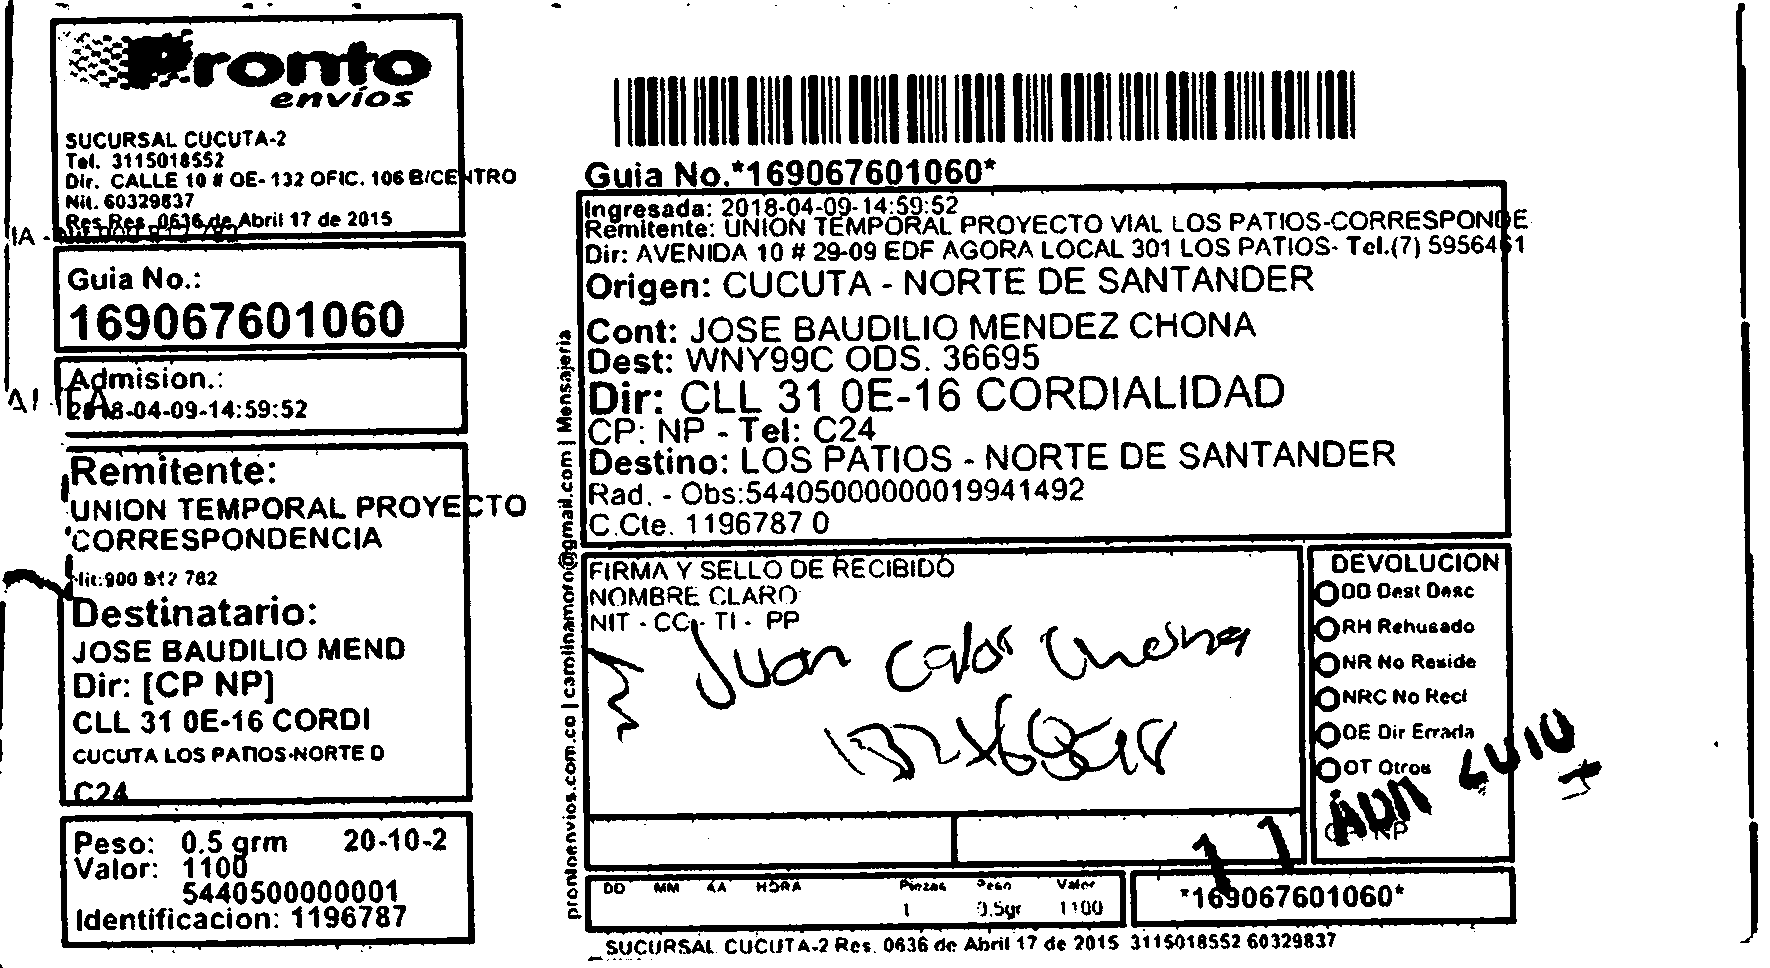 Pronto
envíos
SUCURSAL CUCUTA-2
Tel. 3115018552
Dir. CALLE 10 # OE-132 OFIC. 106 B/CENTRO
Nit. 60329837
Res Res 0636 de Abril 17 de 2015
Guia No.:
169067601060
Admision.:
2018-04-09-14:59:52
Remitente:
UNION TEMPORAL PROYECTO
CORRESPONDENCIA
Nit:900 812 782
Destinatario:
JOSE BAUDILIO MEND
Dir: [CP NP]
CLL 31 0E-16 CORDI
CUCUTA LOS PATIOS-NORTE D
C24
Peso: 0.5 grm 20-10-2
Valor: 1100
5440500000001
Identificacion: 1196787
prontoenvios.com.co | carolinamoro@gmail.com | Mensajeria
Guia No.*169067601060*
Ingresada: 2018-04-09-14:59:52
Remitente: UNION TEMPORAL PROYECTO VIAL LOS PATIOS-CORRESPONDE
Dir: AVENIDA 10 # 29-09 EDF AGORA LOCAL 301 LOS PATIOS- Tel.(7) 5956461
Origen: CUCUTA - NORTE DE SANTANDER
Cont: JOSE BAUDILIO MENDEZ CHONA
Dest: WNY99C ODS. 36695
Dir: CLL 31 0E-16 CORDIALIDAD
CP: NP - Tel: C24
Destino: LOS PATIOS - NORTE DE SANTANDER
Rad. - Obs:54405000000019941492
C.Cte. 1196787 0
FIRMA Y SELLO DE RECIBIDO
NOMBRE CLARO
NIT - CC - TI - PP
Juan Calos
DEVOLUCION
DD Dest Desc
RH Rehusado
NR No Reside
NRC No Recl
DE Dir Errada
OT Otros
CP NP
DD MM AA HORA Piezas Peso Valor
1 0.5gr 1100
*169067601060*
SUCURSAL CUCUTA-2 Res. 0636 de Abril 17 de 2015 3115018552 60329837